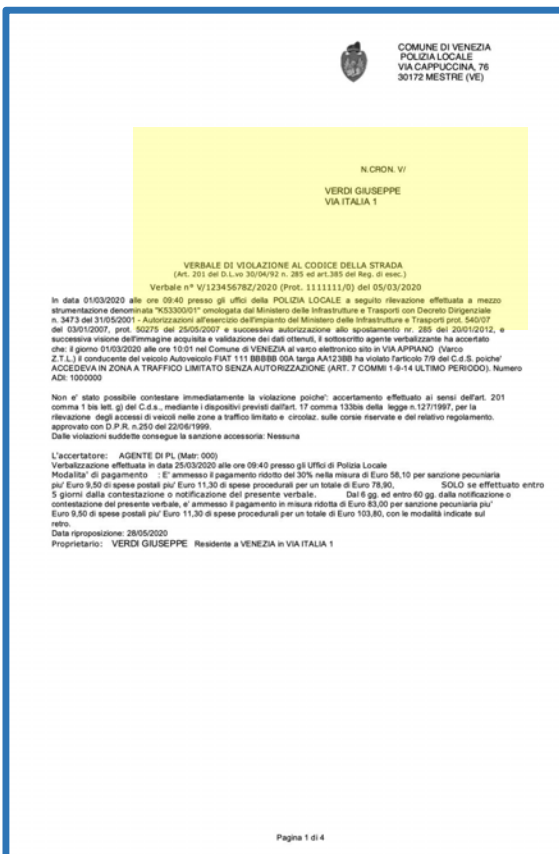 COMUNE DI VENEZIA
POLIZIA LOCALE
VIA CAPPUCCINA, 76
30172 MESTRE (VE)
N.CRON. V/
VERDI GIUSEPPE
VIA ITALIA 1
VERBALE DI VIOLAZIONE AL CODICE DELLA STRADA
(Art. 201 del D.L.vo 30/04/92 n. 285 ed art.385 del Reg. di esec.)
Verbale n° V/12345678Z/2020 (Prot. 1111111/0) del 05/03/2020
In data 01/03/2020 alle ore 09:40 presso gli uffici della POLIZIA LOCALE a seguito rilevazione effettuata a mezzo
strumentazione denominata "K53300/01" omologata dal Ministero delle Infrastrutture e Trasporti con Decreto Dirigenziale
n. 3473 del 31/05/2001 - Autorizzazioni all'esercizio dell'impianto del Ministero delle Infrastrutture e Trasporti prot. 540/07
del 03/01/2007, prot. 50275 del 25/05/2007 e successiva autorizzazione allo spostamento nr. 285 del 20/01/2012, e
successiva visione dell'immagine acquisita e validazione dei dati ottenuti, il sottoscritto agente verbalizzante ha accertato
che: il giorno 01/03/2020 alle ore 10:01 nel Comune di VENEZIA al varco elettronico sito in VIA APPIANO (Varco
Z.T.L.) il conducente del veicolo Autoveicolo FIAT 111 BBBBB 00A targa AA123BB ha violato l'articolo 7/9 del C.d.S. poiche'
ACCEDEVA IN ZONA A TRAFFICO LIMITATO SENZA AUTORIZZAZIONE (ART. 7 COMMI 1-9-14 ULTIMO PERIODO). Numero
ADI: 1000000
Non e' stato possibile contestare immediatamente la violazione poiche': accertamento effettuato ai sensi dell'art. 201
comma 1 bis lett. g) del C.d.s., mediante i dispositivi previsti dall'art. 17 comma 133bis della legge n.127/1997, per la
rilevazione degli accessi di veicoli nelle zone a traffico limitato e circolaz. sulle corsie riservate e del relativo regolamento.
approvato con D.P.R. n.250 del 22/06/1999.
Dalle violazioni suddette consegue la sanzione accessoria: Nessuna
L'accertatore: AGENTE DI PL (Matr: 000)
Verbalizzazione effettuata in data 25/03/2020 alle ore 09:40 presso gli Uffici di Polizia Locale
Modalita' di pagamento : E' ammesso il pagamento ridotto del 30% nella misura di Euro 58,10 per sanzione pecuniaria
piu' Euro 9,50 di spese postali piu' Euro 11,30 di spese procedurali per un totale di Euro 78,90, SOLO se effettuato entro
5 giorni dalla contestazione o notificazione del presente verbale. Dal 6 gg. ed entro 60 gg. dalla notificazione o
contestazione del presente verbale, e' ammesso il pagamento in misura ridotta di Euro 83,00 per sanzione pecuniaria piu'
Euro 9,50 di spese postali piu' Euro 11,30 di spese procedurali per un totale di Euro 103,80, con le modalità indicate sul
retro.
Data riproposizione: 28/05/2020
Proprietario: VERDI GIUSEPPE Residente a VENEZIA in VIA ITALIA 1
Pagina 1 di 4